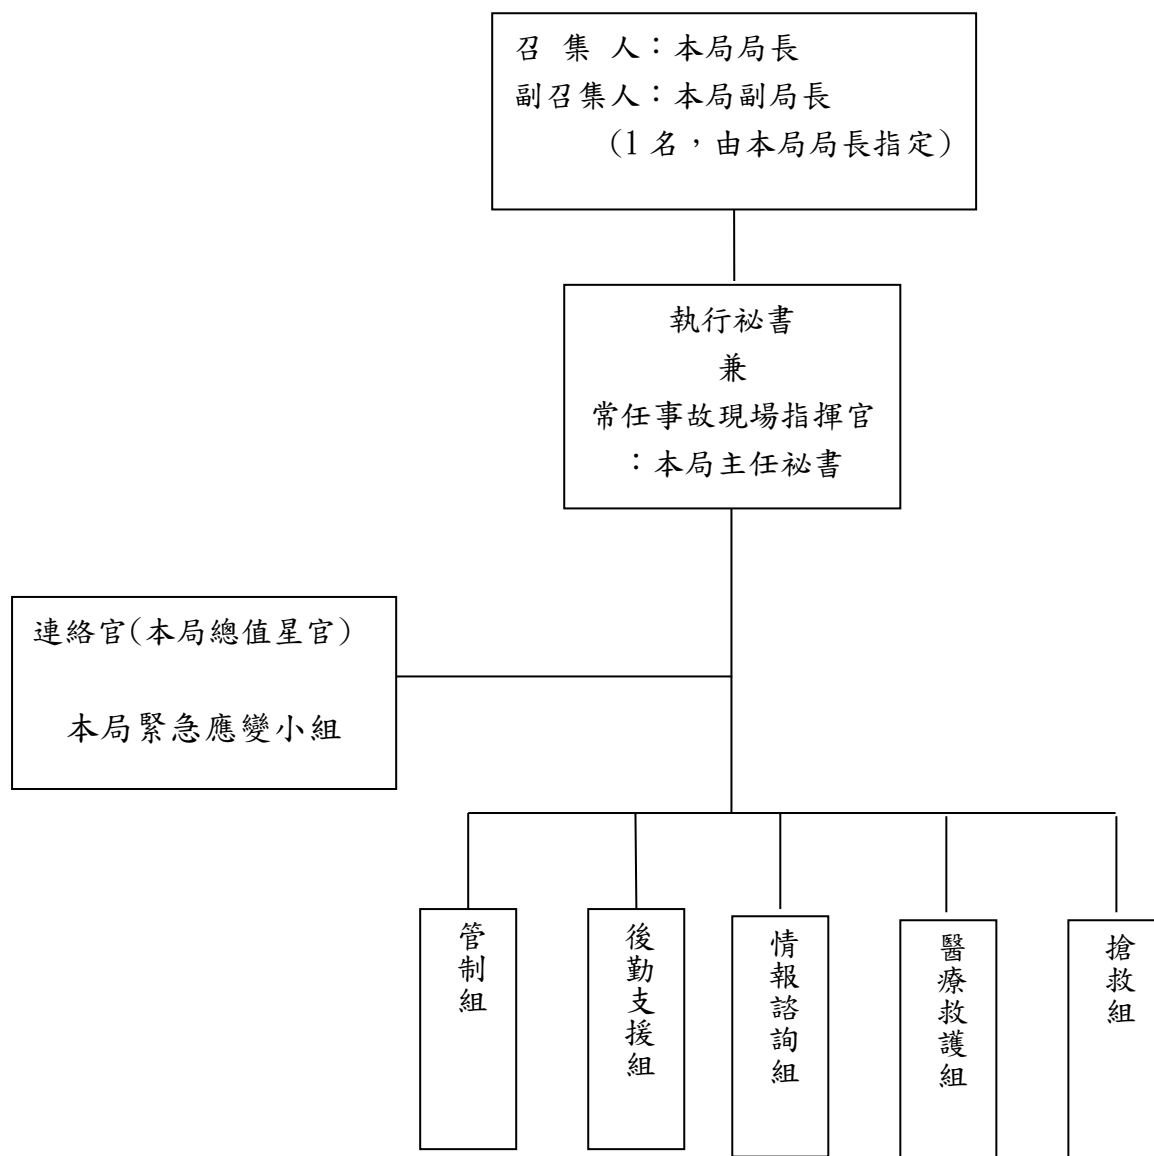 召 集 人：本局局長
副召集人：本局副局長
(1 名，由本局局長指定)
執行祕書
兼
常任事故現場指揮官
：本局主任祕書
連絡官(本局總值星官)
本局緊急應變小組
管制組
後勤支援組
情報諮詢組
醫療救護組
搶救組